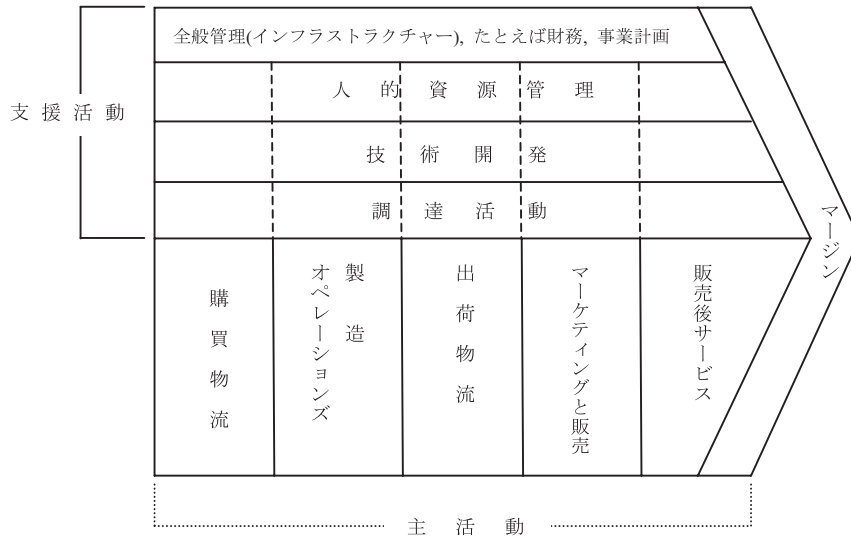 全般管理(インフラストラクチャー), たとえば財務, 事業計画
人的資源管理
支援活動
技術開発
調達活動
マージン
購買物流
製造
オペレーションズ
出荷物流
マーケティングと販売
販売後サービス
主活動